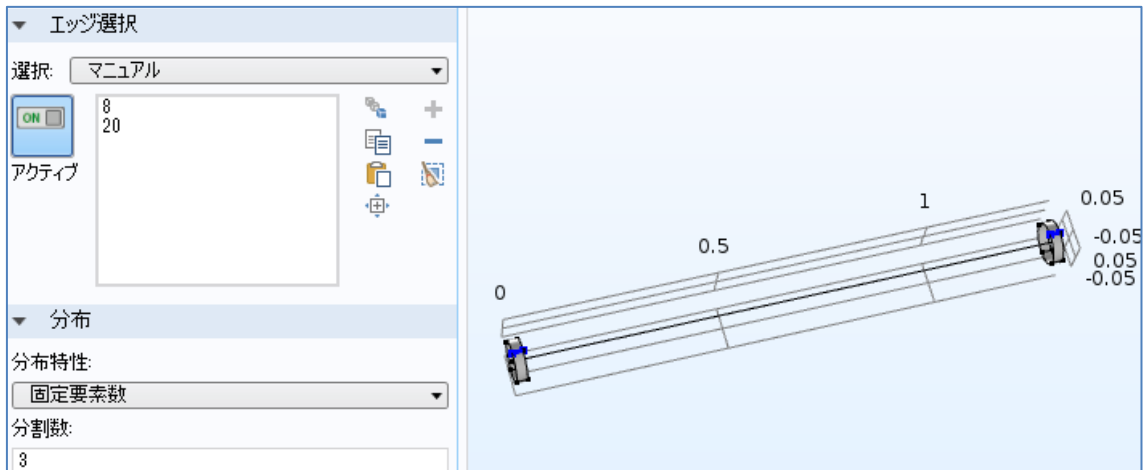 エッジ選択
選択: マニュアル
ON
アクティブ
8
20
分布
分布特性:
固定要素数
分割数:
3
0
0.5
1
0.05
-0.05
0.05
-0.05